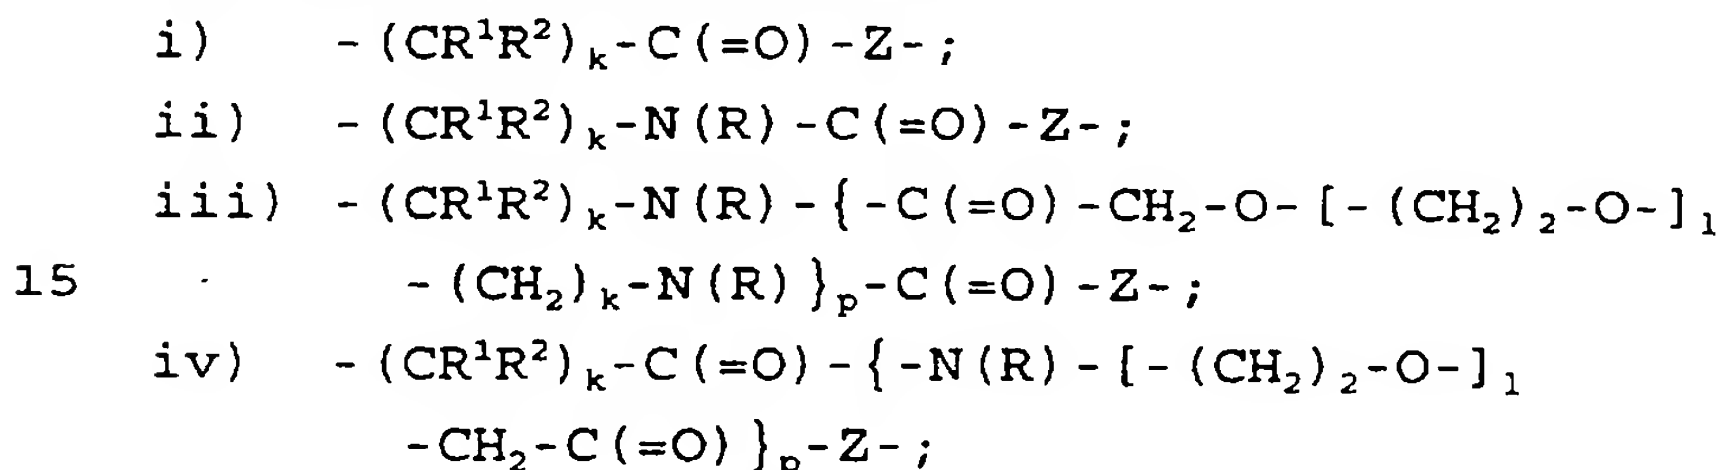 i) -(CR¹R²)ₖ-C(=O)-Z-;
ii) -(CR¹R²)ₖ-N(R)-C(=O)-Z-;
iii) -(CR¹R²)ₖ-N(R)-{-C(=O)-CH₂-O-[-(CH₂)₂-O-]₁
15 -(CH₂)ₖ-N(R)}ₚ-C(=O)-Z-;
iv) -(CR¹R²)ₖ-C(=O)-{-N(R)-[-(CH₂)₂-O-]₁
-CH₂-C(=O)}ₚ-Z-;